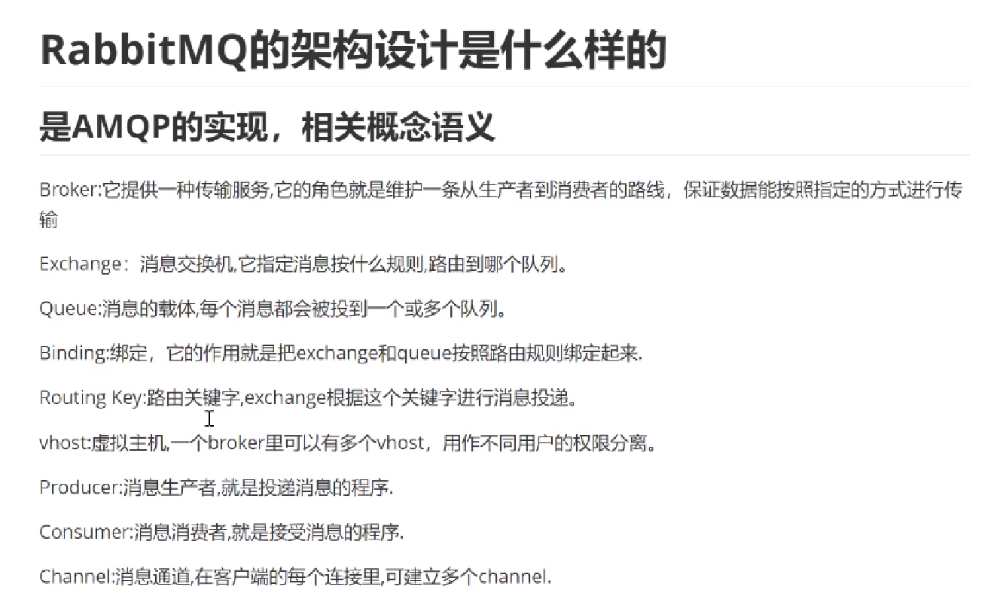 RabbitMQ的架构设计是什么样的
是AMQP的实现，相关概念语义
Broker:它提供一种传输服务,它的角色就是维护一条从生产者到消费者的路线，保证数据能按照指定的方式进行传
输
Exchange：消息交换机,它指定消息按什么规则,路由到哪个队列。
Queue:消息的载体,每个消息都会被投到一个或多个队列。
Binding:绑定，它的作用就是把exchange和queue按照路由规则绑定起来.
Routing Key:路由关键字,exchange根据这个关键字进行消息投递。
vhost:虚拟主机,一个broker里可以有多个vhost，用作不同用户的权限分离。
Producer:消息生产者,就是投递消息的程序.
Consumer:消息消费者,就是接受消息的程序.
Channel:消息通道,在客户端的每个连接里,可建立多个channel.